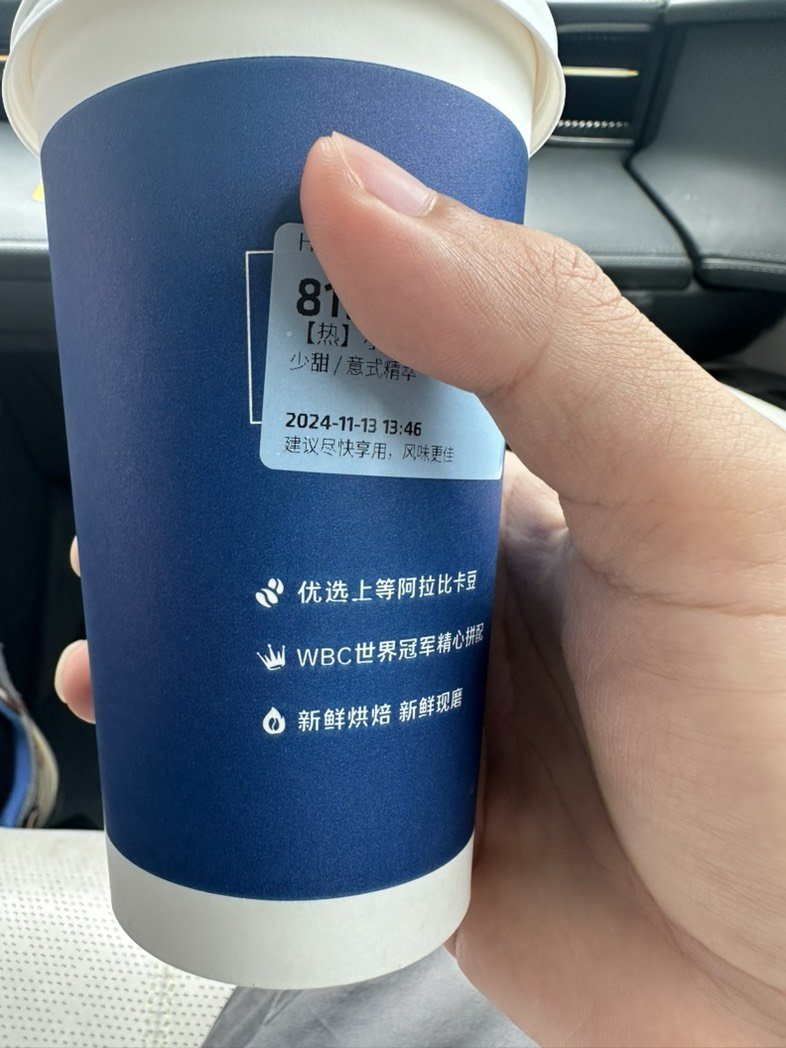 81
【热】
少甜 / 意式精萃
2024-11-13 13:46
建议尽快享用，风味更佳
优选上等阿拉比卡豆
WBC世界冠军精心拼配
新鲜烘焙 新鲜现磨